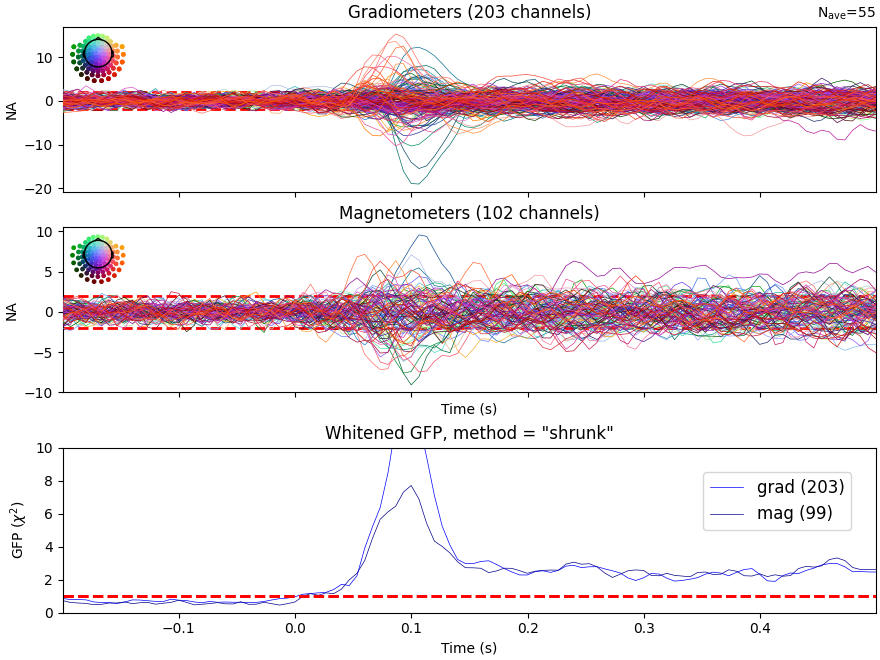 Gradiometers (203 channels)
Nave=55
10
0
−10
−20
NA
Magnetometers (102 channels)
10
5
0
−5
−10
NA
Time (s)
Whitened GFP, method = "shrunk"
10
8
6
4
2
0
GFP (χ²)
grad (203)
mag (99)
−0.1
0.0
0.1
0.2
0.3
0.4
Time (s)